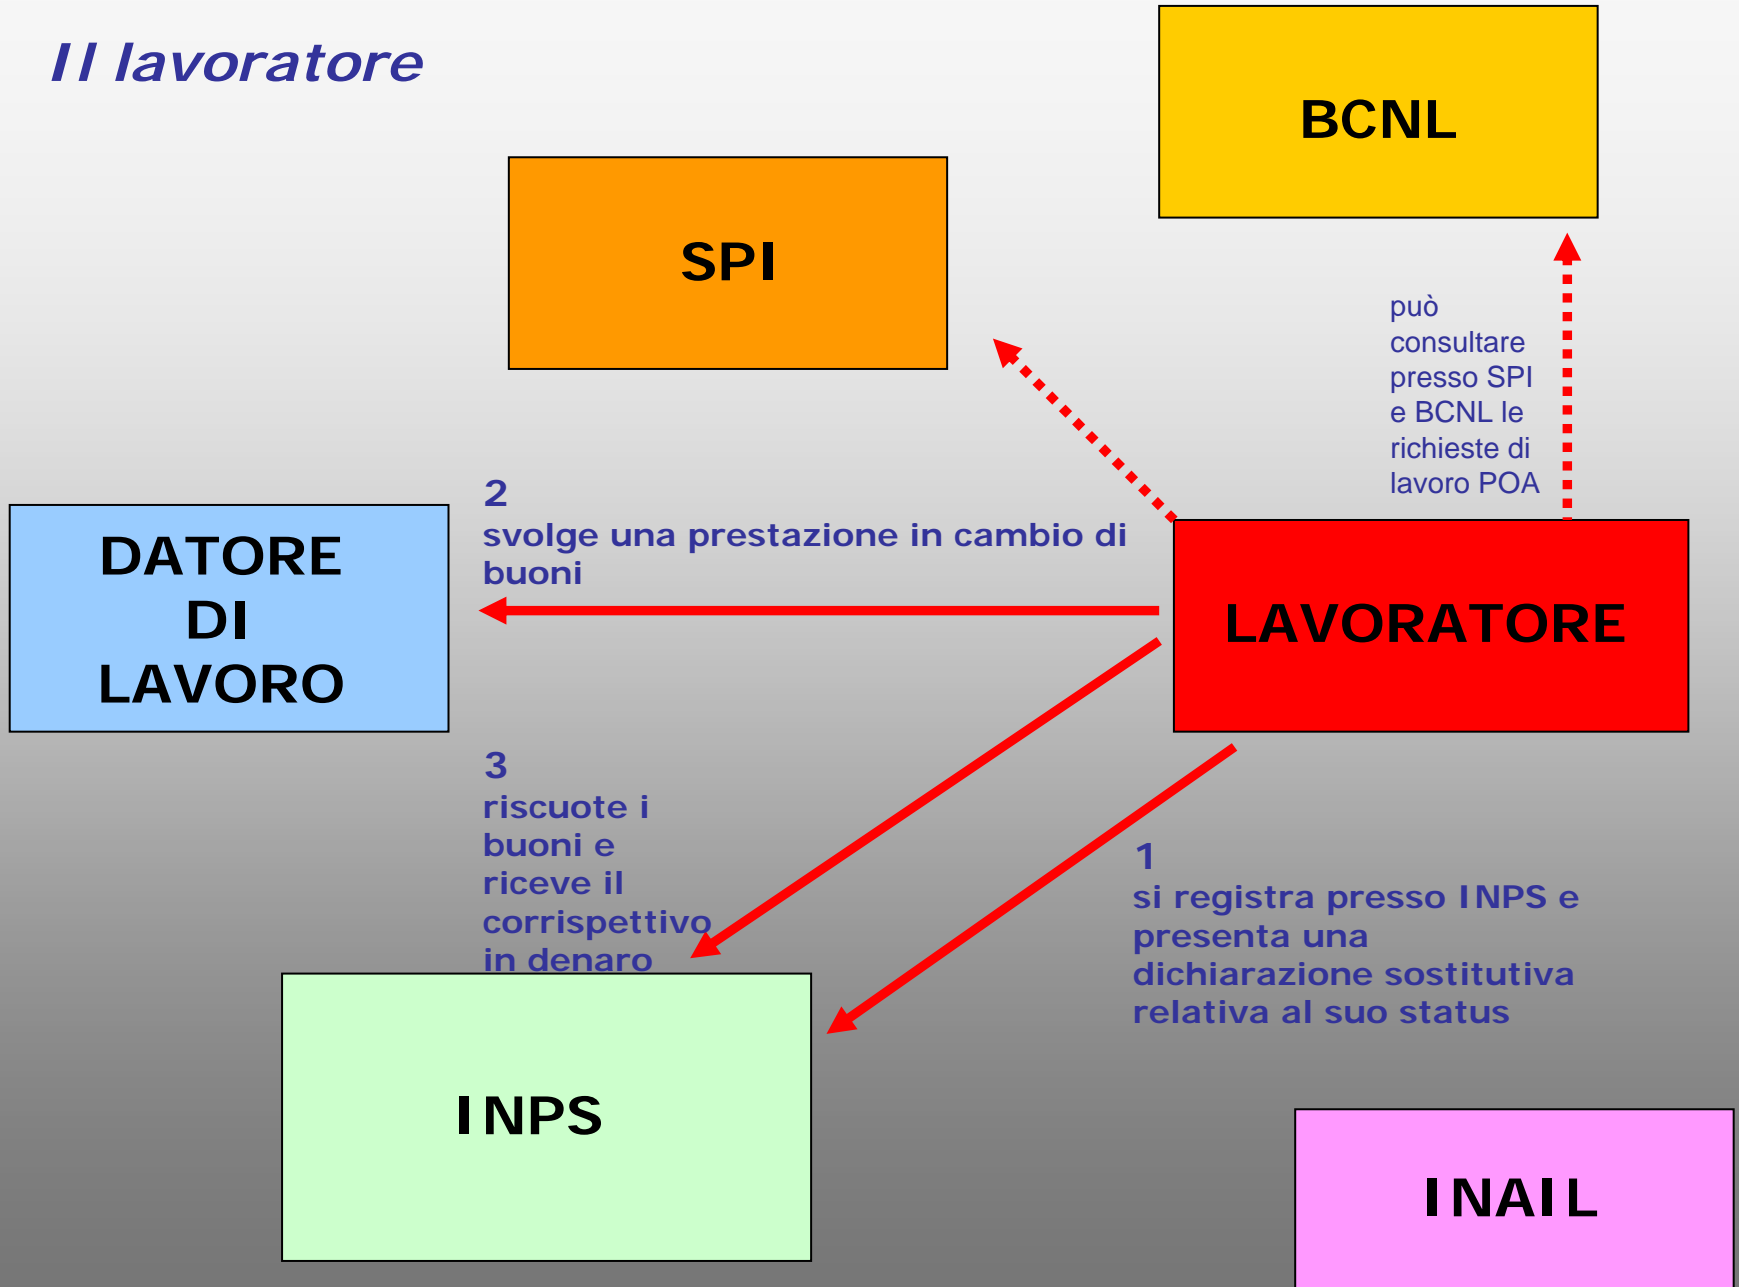 Il lavoratore
BCNL
SPI
può
consultare
presso SPI
e BCNL le
richieste di
lavoro POA
2
svolge una prestazione in cambio di
buoni
DATORE
DI
LAVORO
LAVORATORE
3
riscuote i
buoni e
riceve il
corrispettivo
in denaro
1
si registra presso INPS e
presenta una
dichiarazione sostitutiva
relativa al suo status
INPS
INAIL